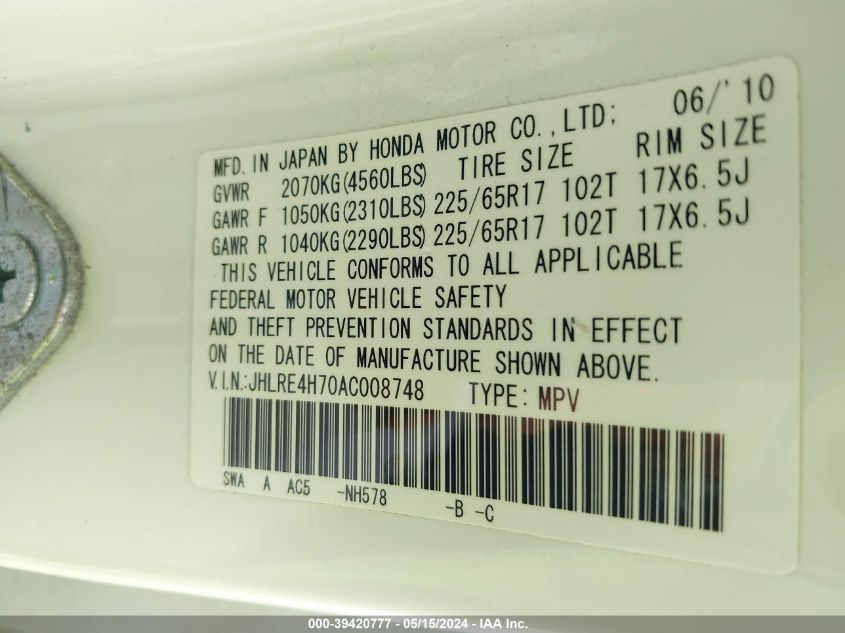 06/'10
MFD. IN JAPAN BY HONDA MOTOR CO., LTD;
GVWR 2070KG(4560LBS) TIRE SIZE RIM SIZE
GAWR F 1050KG(2310LBS) 225/65R17 102T 17X6.5J
GAWR R 1040KG(2290LBS) 225/65R17 102T 17X6.5J
THIS VEHICLE CONFORMS TO ALL APPLICABLE
FEDERAL MOTOR VEHICLE SAFETY
AND THEFT PREVENTION STANDARDS IN EFFECT
ON THE DATE OF MANUFACTURE SHOWN ABOVE.
V.I.N.:JHLRE4H70AC008748 TYPE: MPV
SWA A AC5 -NH578 -B -C
000-39420777 - 05/15/2024 - IAA Inc.